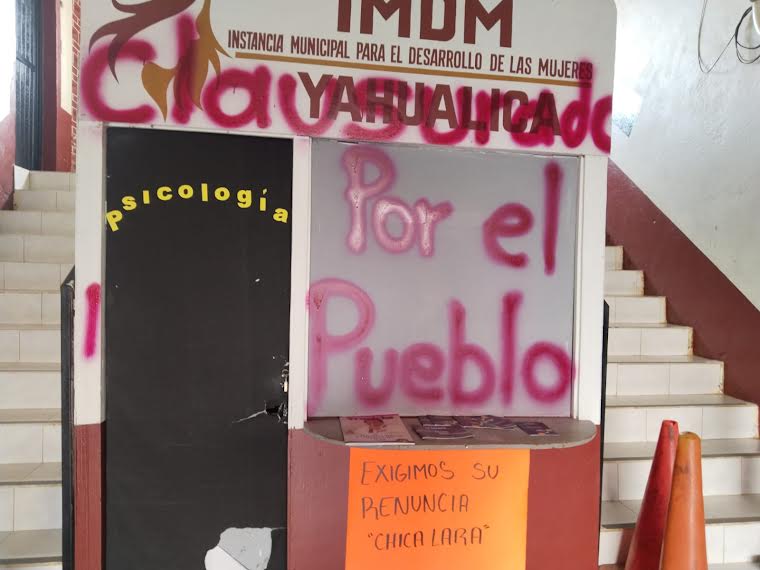 IMDM
INSTANCIA MUNICIPAL PARA EL DESARROLLO DE LAS MUJERES
YAHUALICA
clausurado
Psicología
Por el
Pueblo
EXIGIMOS SU
RENUNCIA
"CHICA LARA"